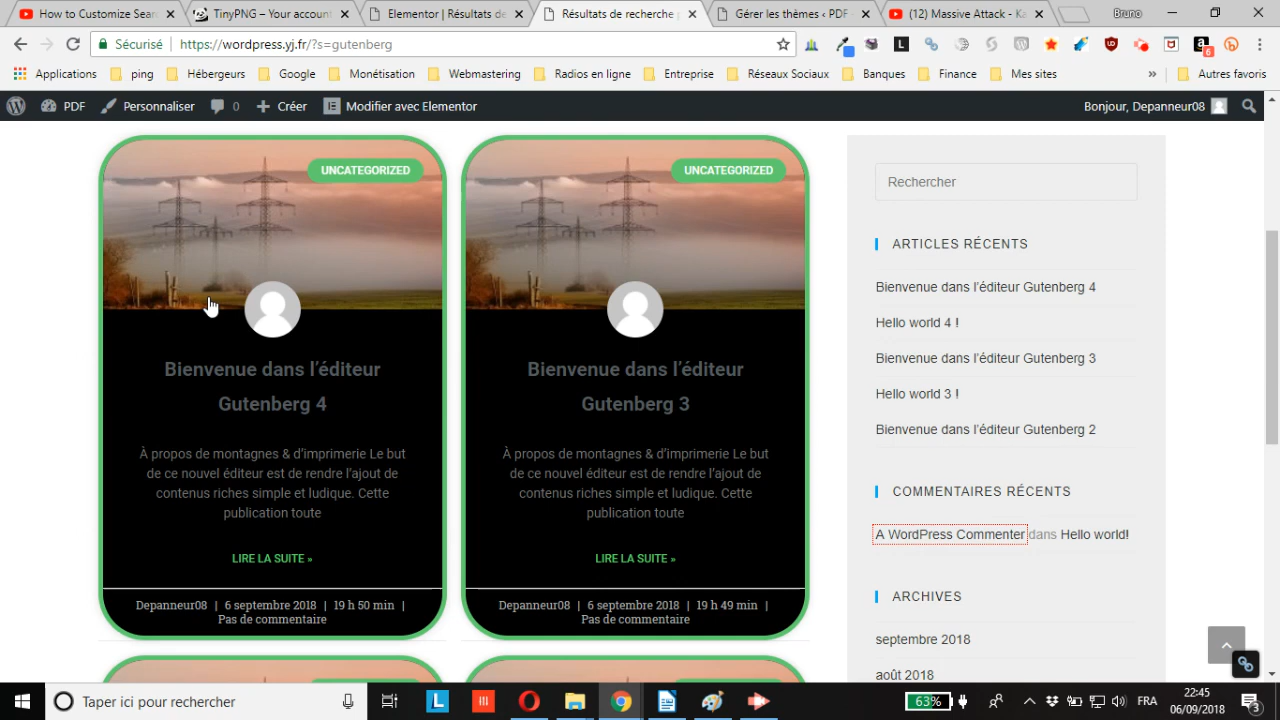 How to Customize Sear
TinyPNG – Your accoun
Elementor | Résultats de
Résultats de recherche
Gérer les thèmes ‹ PDF
(12) Massive Attack - Ka
Bruno
Sécurisé
https://wordpress.yj.fr/?s=gutenberg
6
Applications
ping
Hébergeurs
Google
Monétisation
Webmastering
Radios en ligne
Entreprise
Réseaux Sociaux
Banques
Finance
Mes sites
»
Autres favoris
PDF
Personnaliser
0
Créer
Modifier avec Elementor
Bonjour, Depanneur08
UNCATEGORIZED
Bienvenue dans l’éditeur
Gutenberg 4
À propos de montagnes & d’imprimerie Le but
de ce nouvel éditeur est de rendre l’ajout de
contenus riches simple et ludique. Cette
publication toute
LIRE LA SUITE »
Depanneur08 | 6 septembre 2018 | 19 h 50 min |
Pas de commentaire
UNCATEGORIZED
Bienvenue dans l’éditeur
Gutenberg 3
À propos de montagnes & d’imprimerie Le but
de ce nouvel éditeur est de rendre l’ajout de
contenus riches simple et ludique. Cette
publication toute
LIRE LA SUITE »
Depanneur08 | 6 septembre 2018 | 19 h 49 min |
Pas de commentaire
Rechercher
ARTICLES RÉCENTS
Bienvenue dans l’éditeur Gutenberg 4
Hello world 4 !
Bienvenue dans l’éditeur Gutenberg 3
Hello world 3 !
Bienvenue dans l’éditeur Gutenberg 2
COMMENTAIRES RÉCENTS
A WordPress Commenter dans Hello world!
ARCHIVES
septembre 2018
août 2018
Taper ici pour rechercher
63%
FRA
22:45
06/09/2018
3